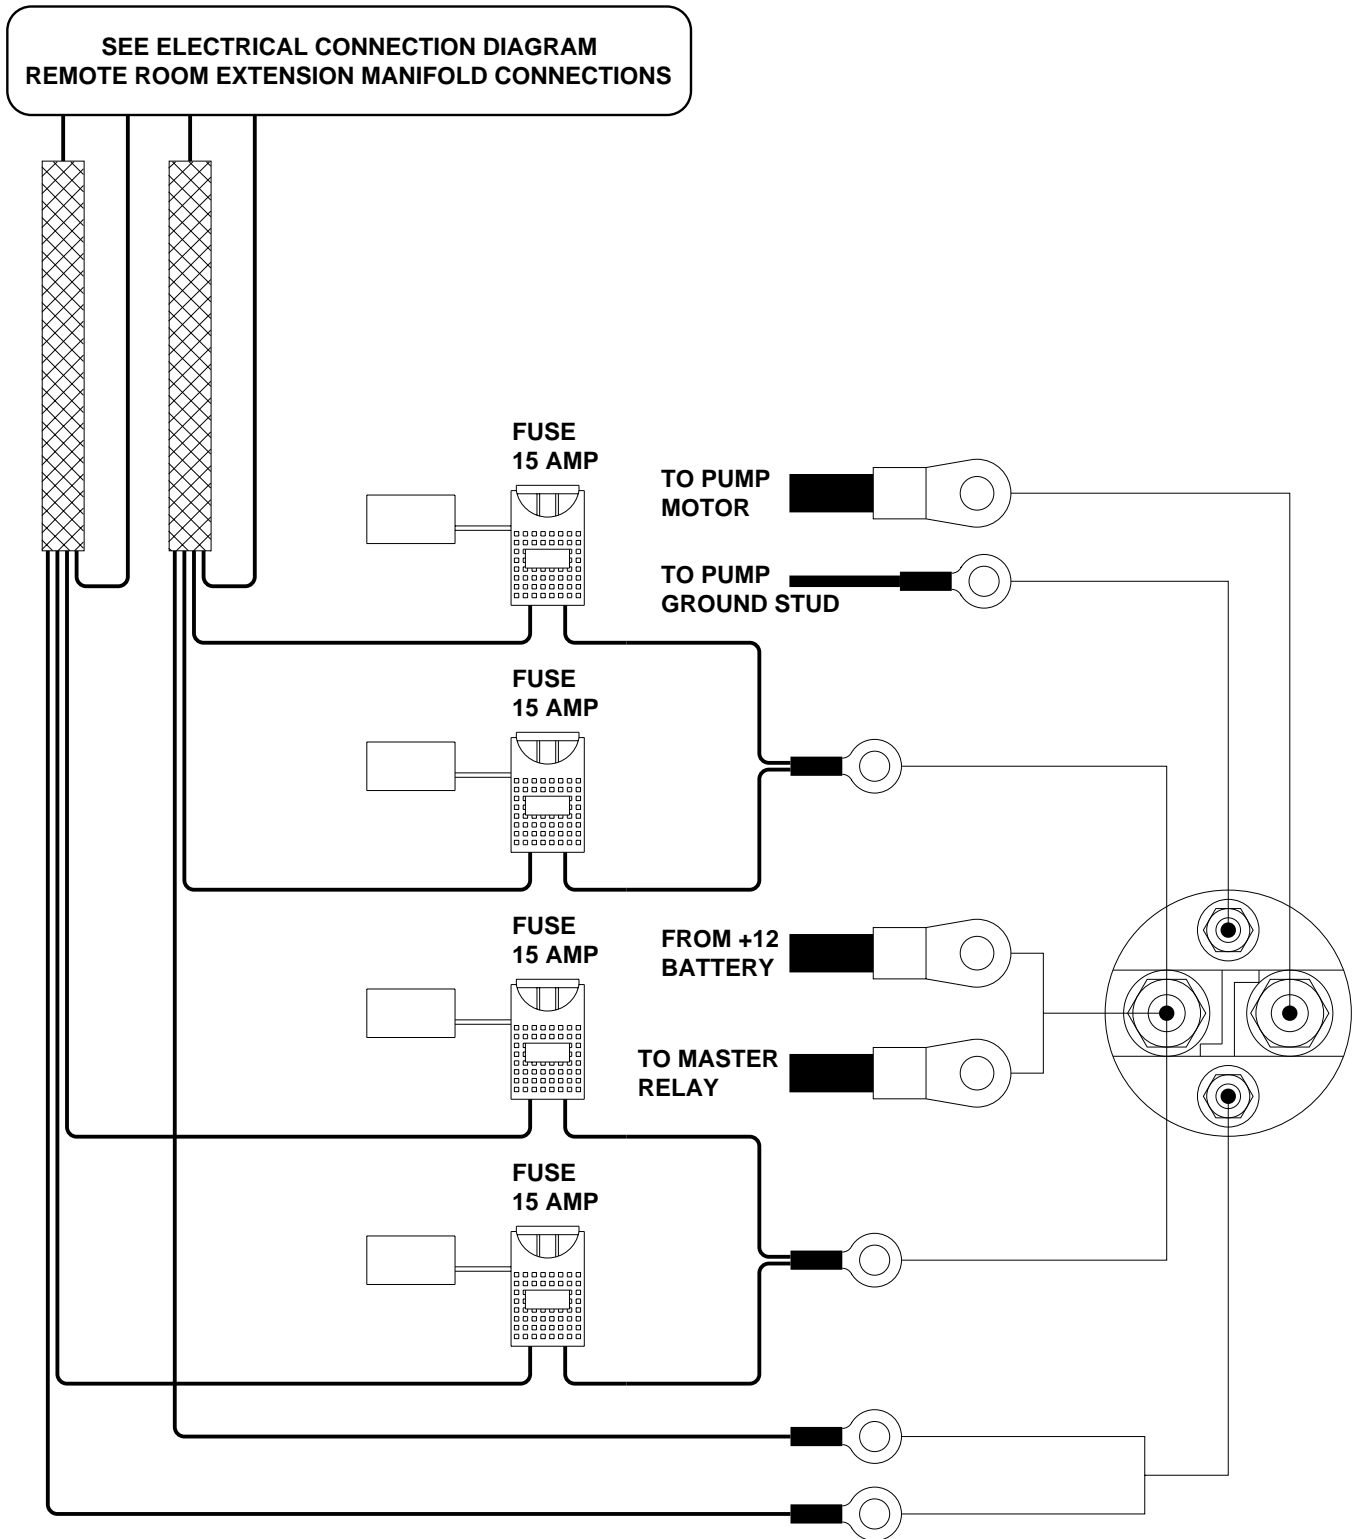 SEE ELECTRICAL CONNECTION DIAGRAM
REMOTE ROOM EXTENSION MANIFOLD CONNECTIONS
FUSE
15 AMP
TO PUMP
MOTOR
TO PUMP
GROUND STUD
FUSE
15 AMP
FUSE
15 AMP
FROM +12
BATTERY
TO MASTER
RELAY
FUSE
15 AMP